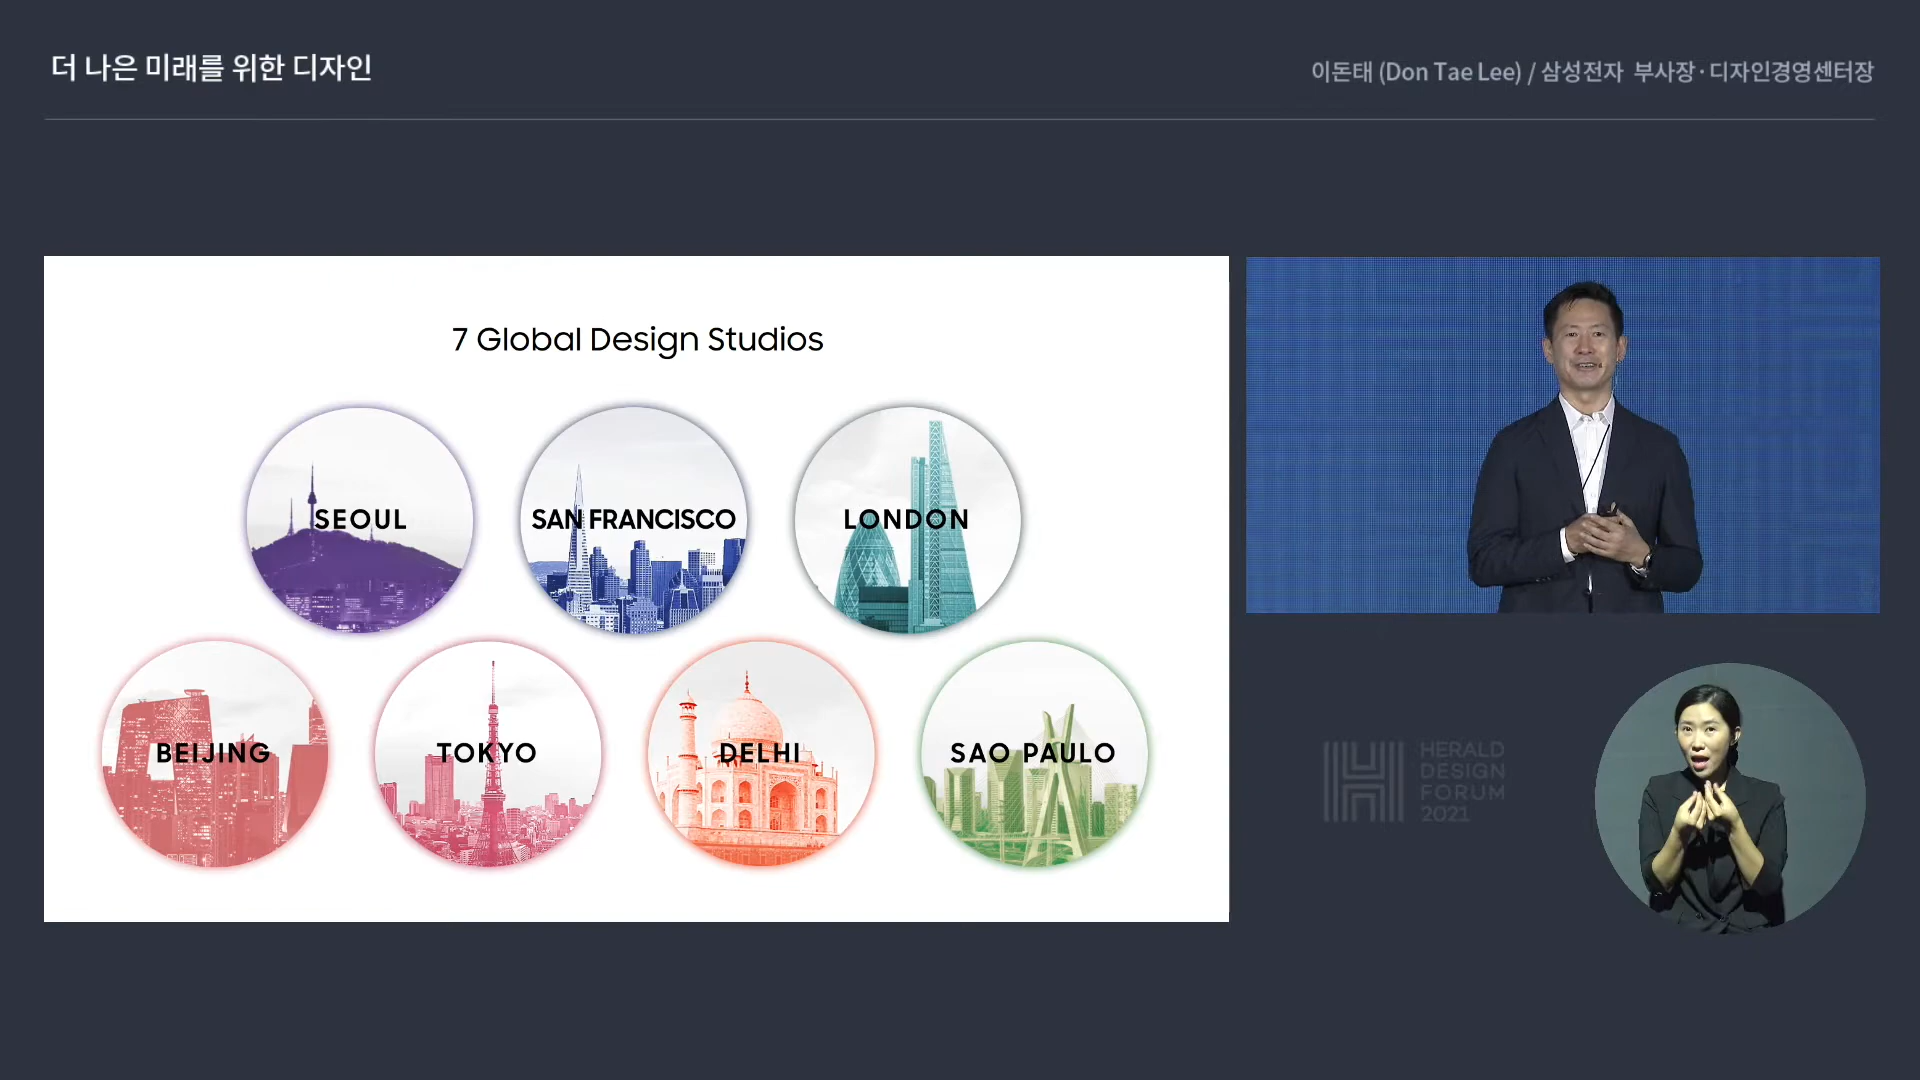 더 나은 미래를 위한 디자인
이돈태 (Don Tae Lee) / 삼성전자 부사장·디자인경영센터장
7 Global Design Studios
SEOUL
SAN FRANCISCO
LONDON
BEIJING
TOKYO
DELHI
SAO PAULO
HERALD
DESIGN
FORUM
2021